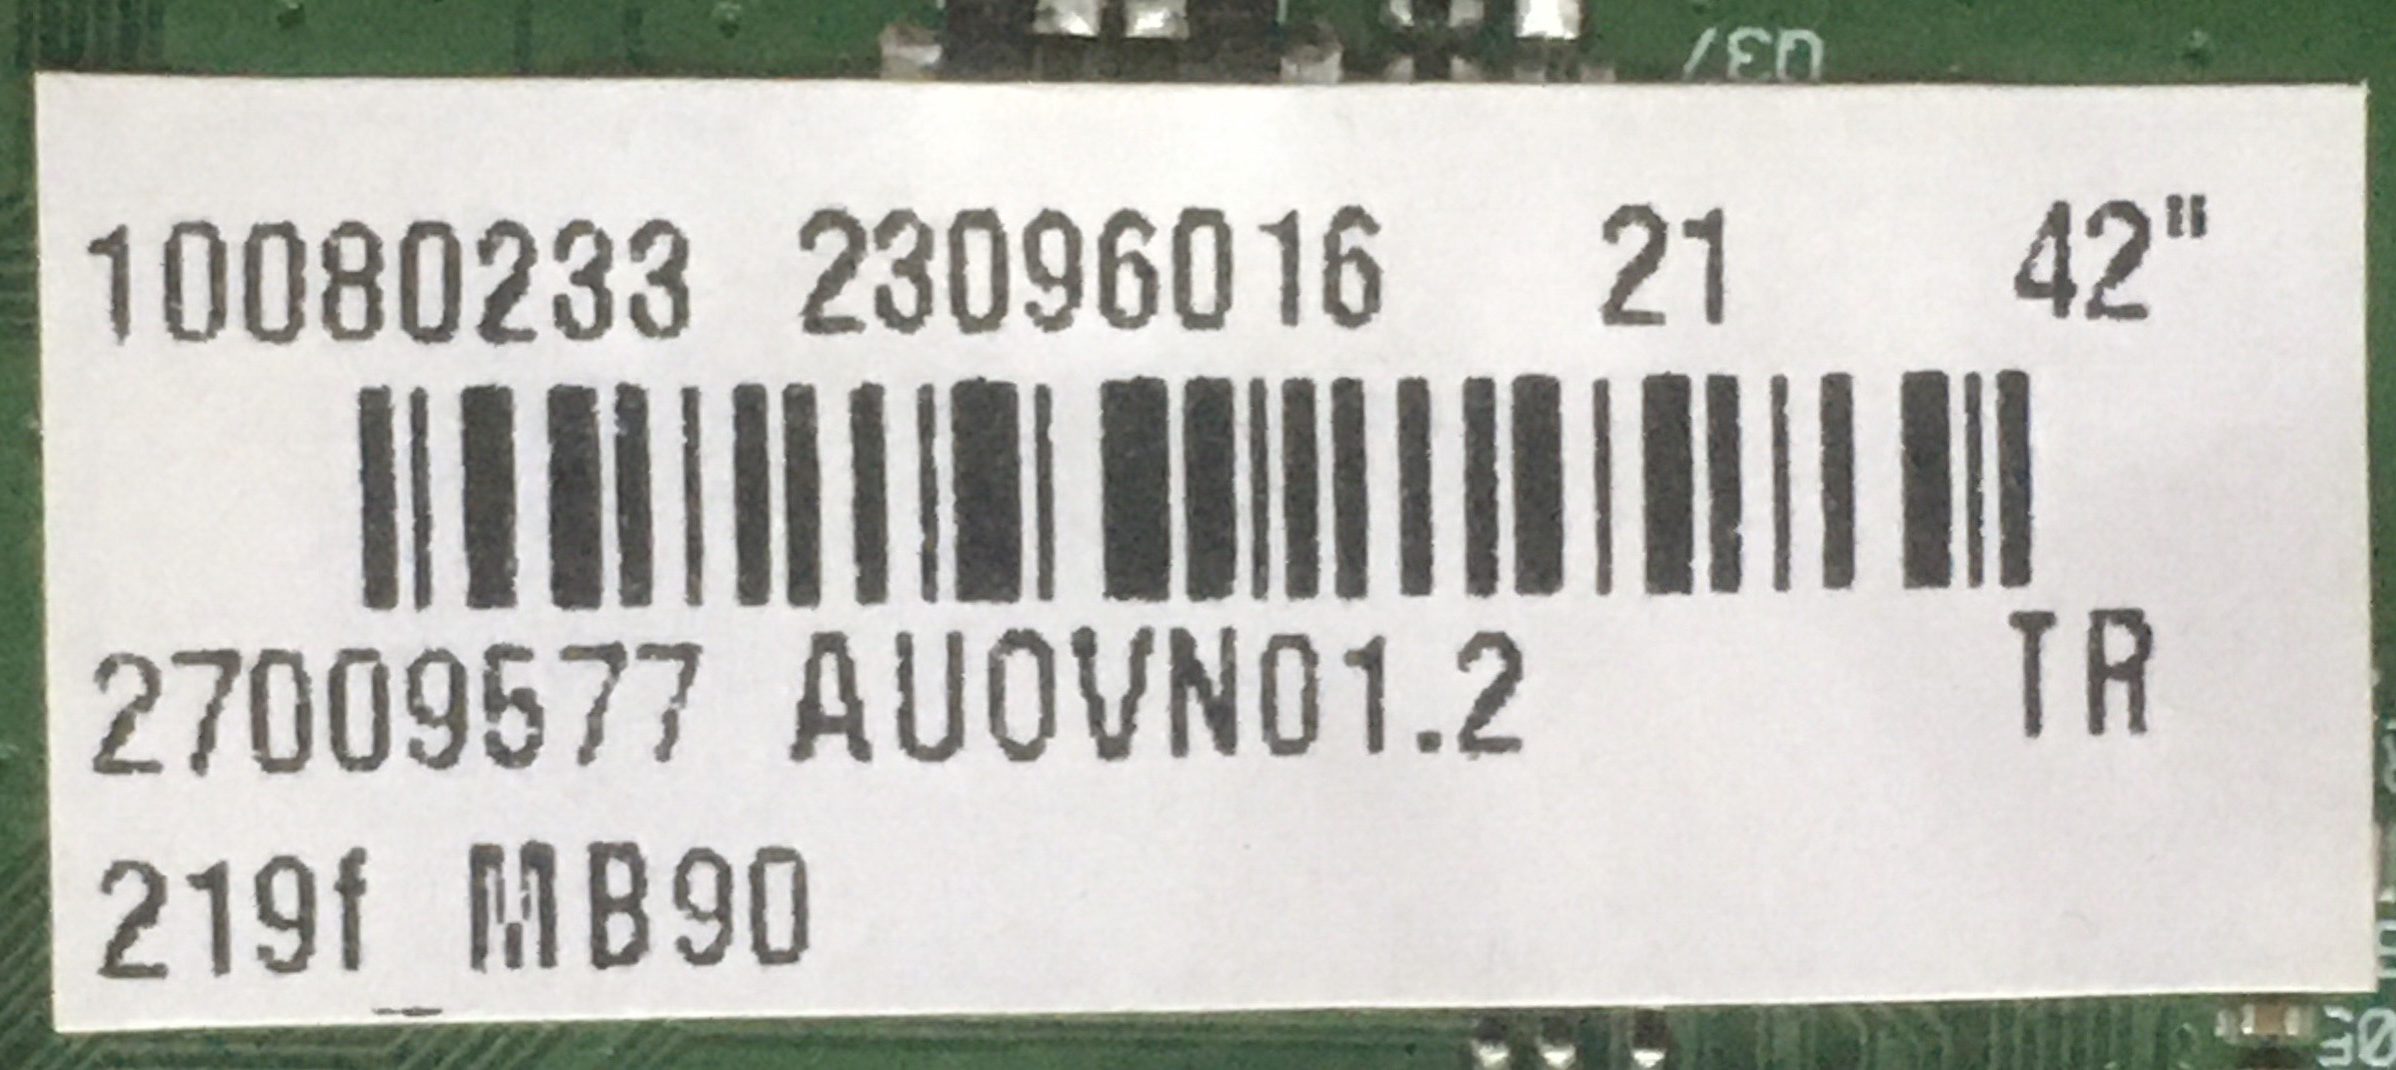 10080233 23096016 21 42"
27009577 AUOVN01.2 TR
219f MB90